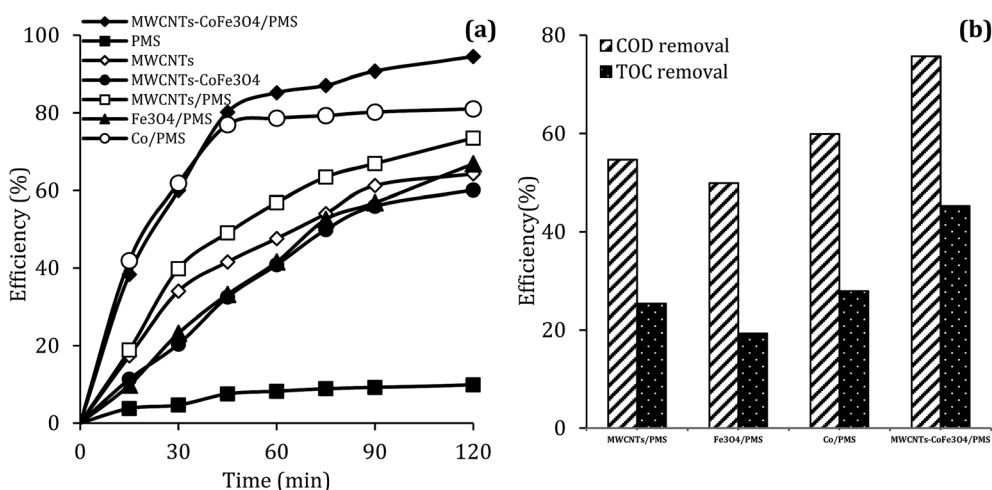 (a)
MWCNTs-CoFe3O4/PMS
PMS
MWCNTs
MWCNTs-CoFe3O4
MWCNTs/PMS
Fe3O4/PMS
Co/PMS
Efficiency (%)
100
80
60
40
20
0
0 30 60 90 120
Time (min)
(b)
COD removal
TOC removal
Efficiency(%)
80
60
40
20
0
MWCNTs/PMS Fe3O4/PMS Co/PMS MWCNTs-CoFe3O4/PMS